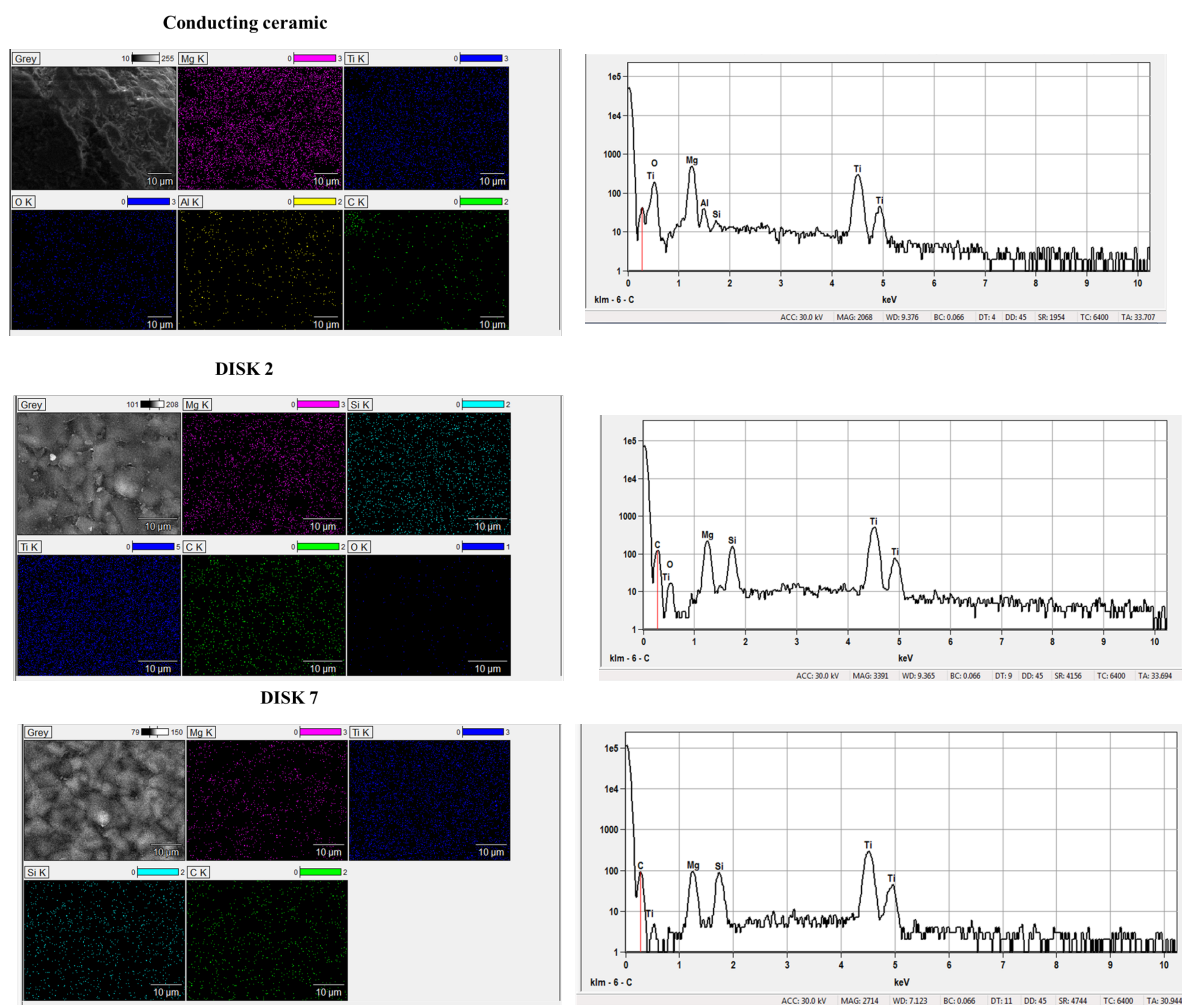 Conducting ceramic
Grey 10 255 Mg K 0 3 Ti K 0 3
10 µm 10 µm 10 µm
O K 0 3 Al K 0 2 C K 0 2
10 µm 10 µm 10 µm
1e5
1e4
1000
100
10
1
O
Ti
Mg
Al
Si
Ti
Ti
0 1 2 3 4 5 6 7 8 9 10
klm - 6 - C keV
ACC: 30.0 kV MAG: 2068 WD: 9.376 BC: 0.066 DT: 4 DD: 45 SR: 1954 TC: 6400 TA: 33.707
DISK 2
Grey 101 208 Mg K 0 3 Si K 0 2
10 µm 10 µm 10 µm
Ti K 0 5 C K 0 2 O K 0 1
10 µm 10 µm 10 µm
1e5
1e4
1000
100
10
1
C
Ti
O
Mg
Si
Ti
Ti
0 1 2 3 4 5 6 7 8 9 10
klm - 6 - C keV
ACC: 30.0 kV MAG: 3391 WD: 9.365 BC: 0.066 DT: 9 DD: 45 SR: 4156 TC: 6400 TA: 33.694
DISK 7
Grey 79 150 Mg K 0 3 Ti K 0 3
10 µm 10 µm 10 µm
Si K 0 2 C K 0 2
10 µm 10 µm
1e5
1e4
1000
100
10
1
C
Ti
Mg
Si
Ti
Ti
0 1 2 3 4 5 6 7 8 9 10
klm - 6 - C keV
ACC: 30.0 kV MAG: 2714 WD: 7.123 BC: 0.066 DT: 11 DD: 45 SR: 4744 TC: 6400 TA: 30.944